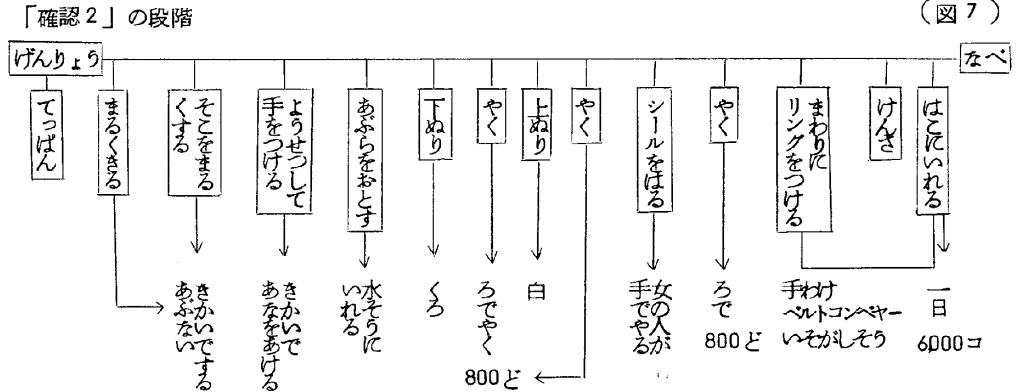 「確認2」の段階
(図7)
げんりょう
なべ
てっぱん
まるくきる
そこをまる
くする
ようせつして
手をつける
あぶらをおとす
下ぬり
やく
上ぬり
やく
シールをはる
やく
まわりに
リングをつける
けんさ
はこにいれる
きかいでする
あぶない
きかいで
あなをあける
水そうに
いれる
くろ
ろでやく
白
800ど
女の人が
手でやる
ろで
800ど
手わけ
ベルトコンベヤー
いそがしそう
一日
6,000コ